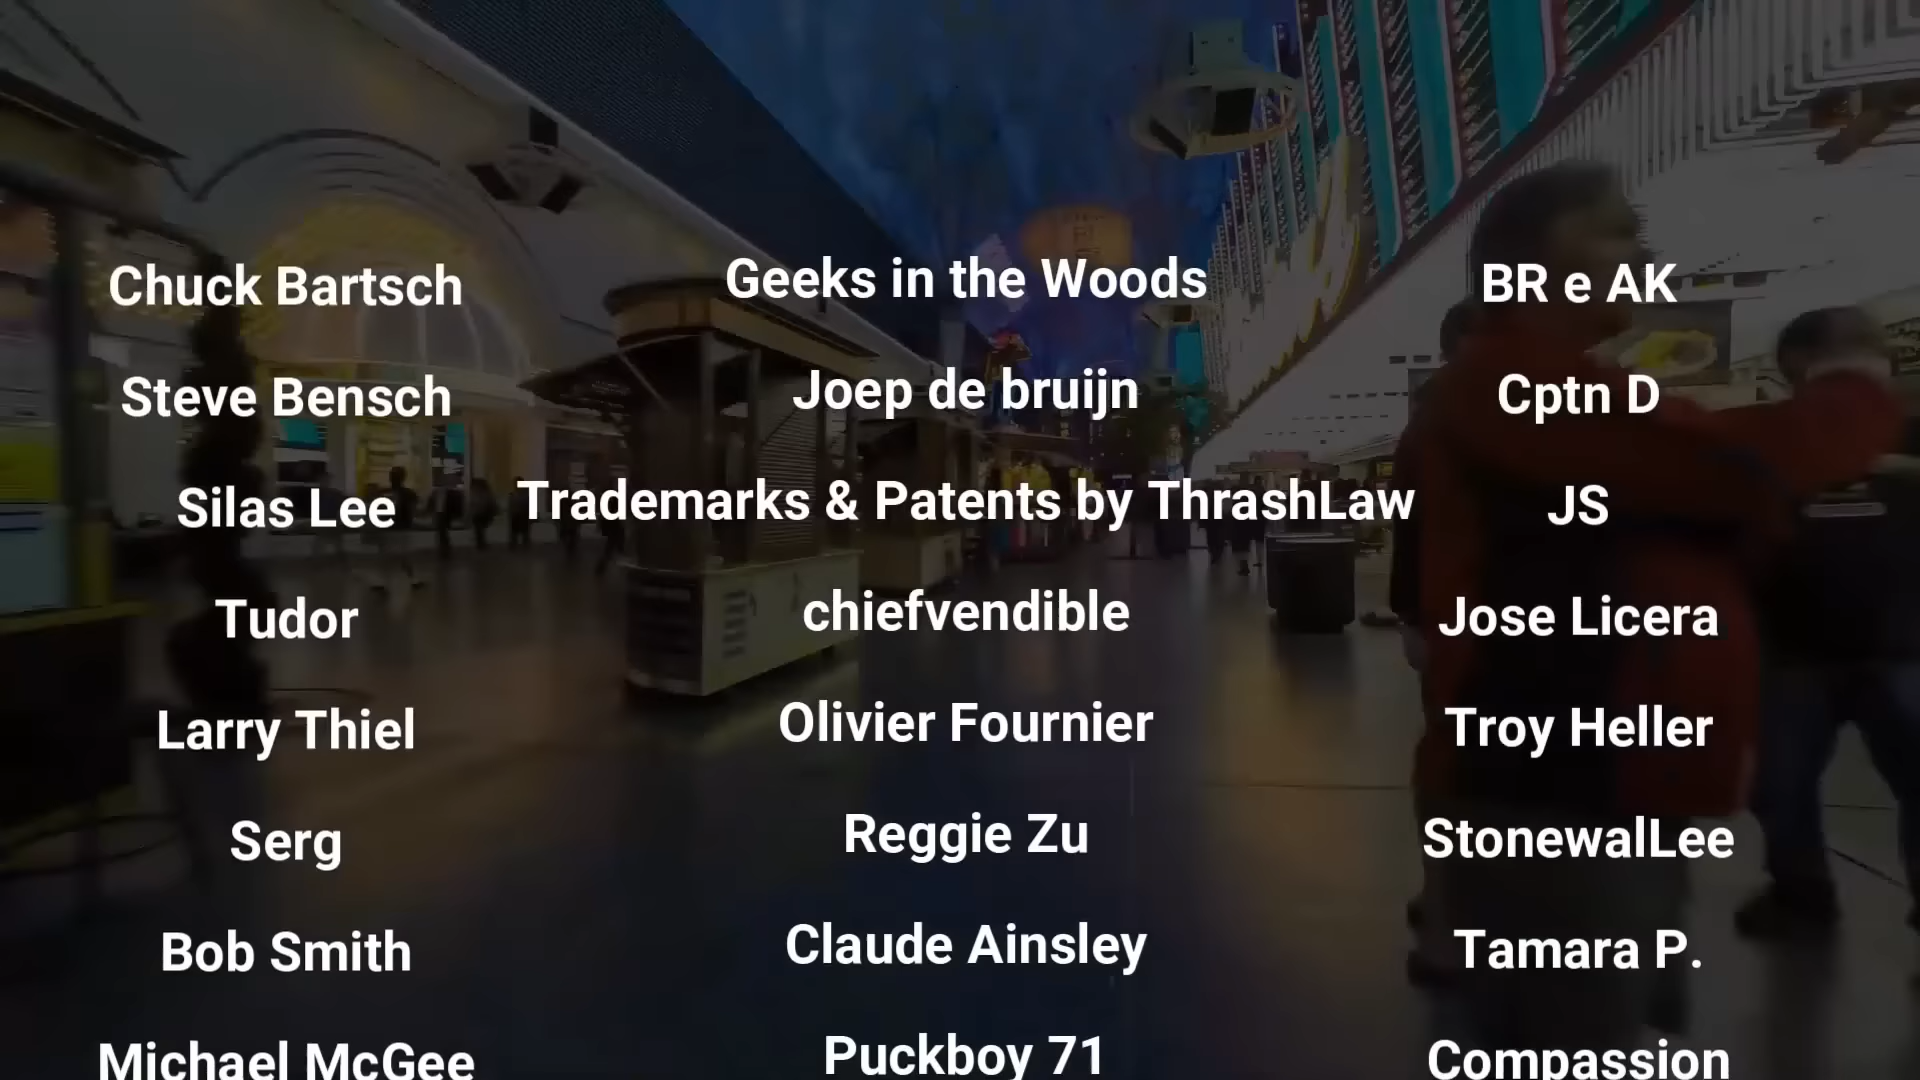 Chuck Bartsch
Steve Bensch
Silas Lee
Tudor
Larry Thiel
Serg
Bob Smith
Michael McGee
Geeks in the Woods
Joep de bruijn
Trademarks & Patents by ThrashLaw
chiefvendible
Olivier Fournier
Reggie Zu
Claude Ainsley
Puckboy 71
BR e AK
Cptn D
JS
Jose Licera
Troy Heller
StonewalLee
Tamara P.
Compassion